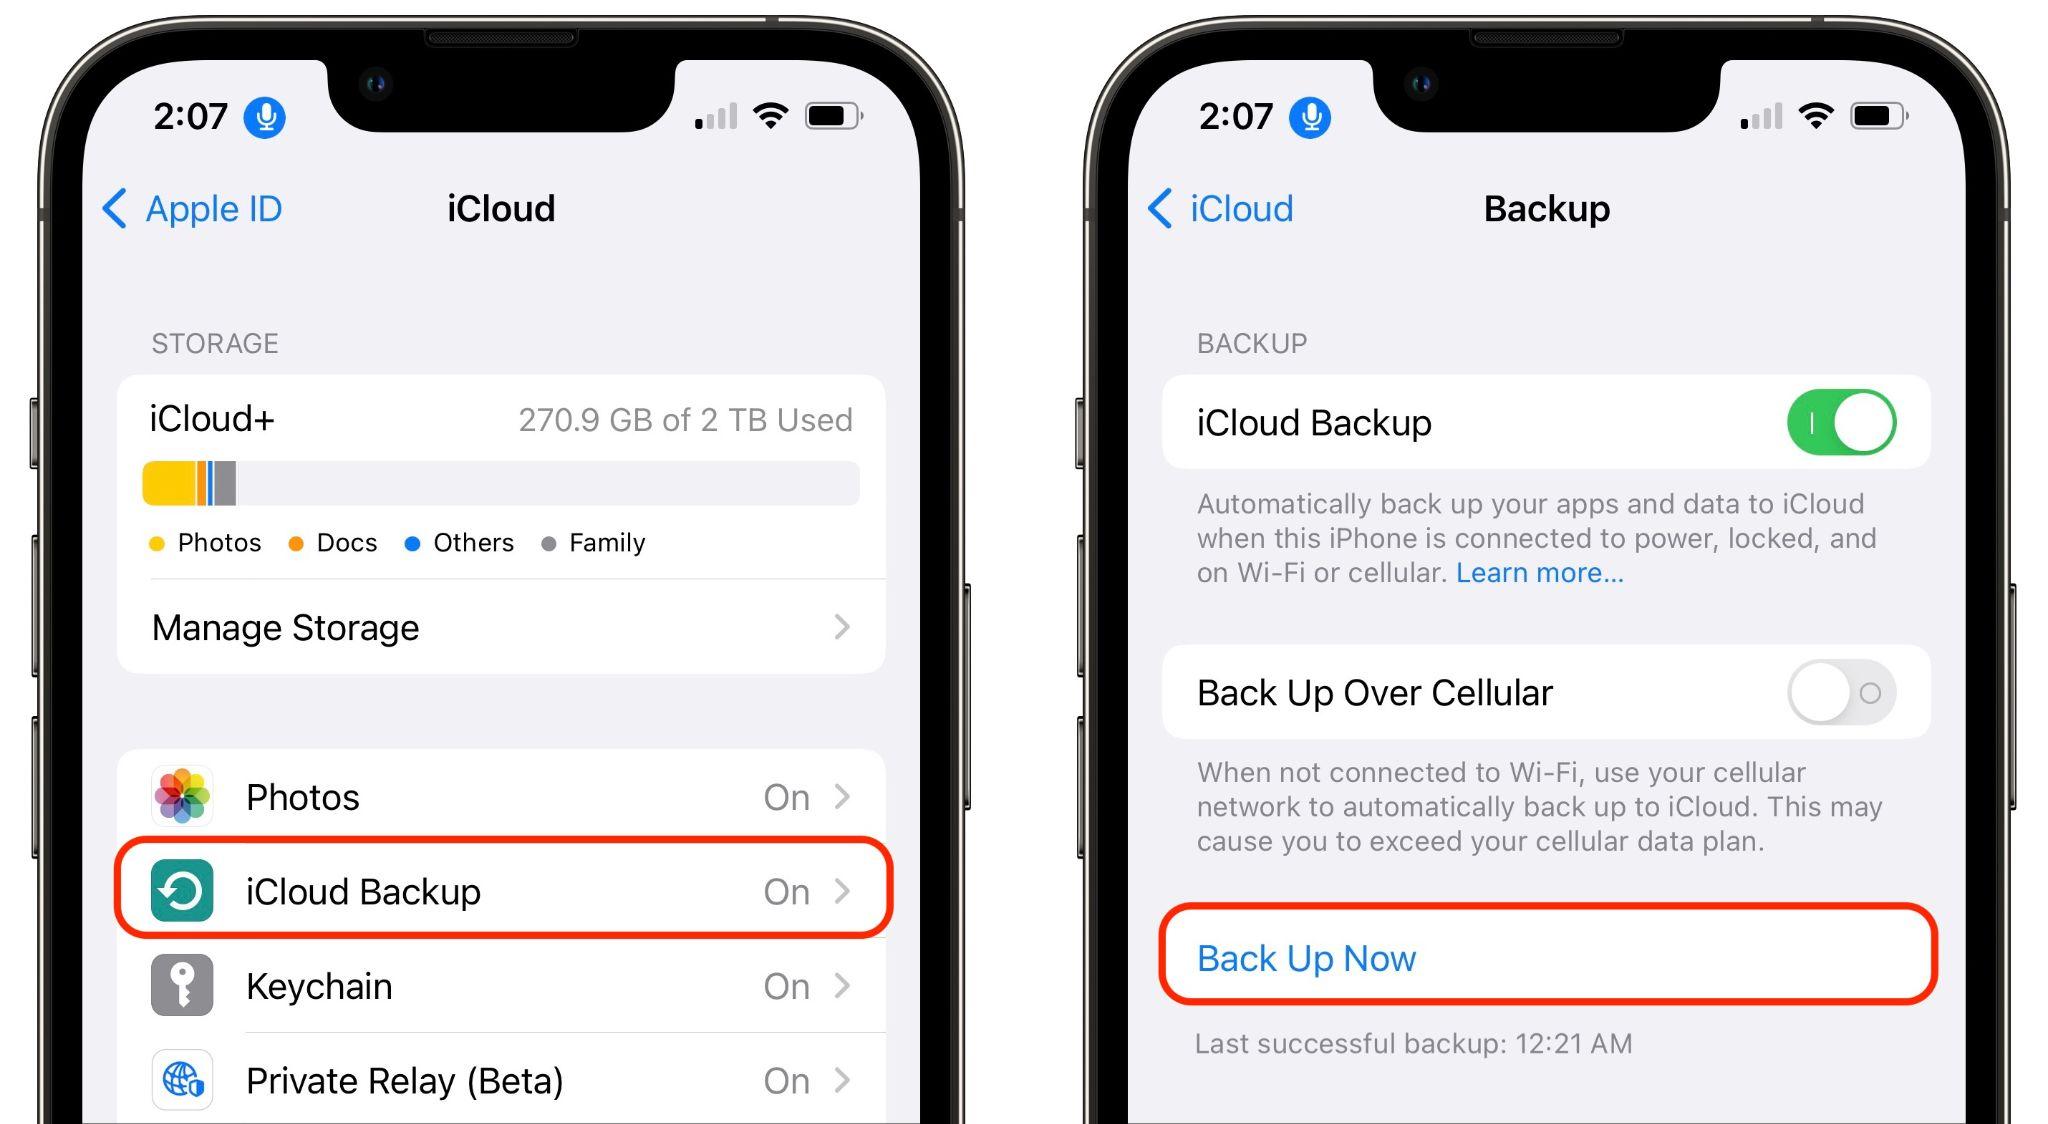 2:07
Apple ID
iCloud
STORAGE
iCloud+ 270.9 GB of 2 TB Used
Photos Docs Others Family
Manage Storage
Photos On
iCloud Backup On
Keychain On
Private Relay (Beta) On
2:07
iCloud
Backup
BACKUP
iCloud Backup
Automatically back up your apps and data to iCloud
when this iPhone is connected to power, locked, and
on Wi-Fi or cellular. Learn more...
Back Up Over Cellular
When not connected to Wi-Fi, use your cellular
network to automatically back up to iCloud. This may
cause you to exceed your cellular data plan.
Back Up Now
Last successful backup: 12:21 AM